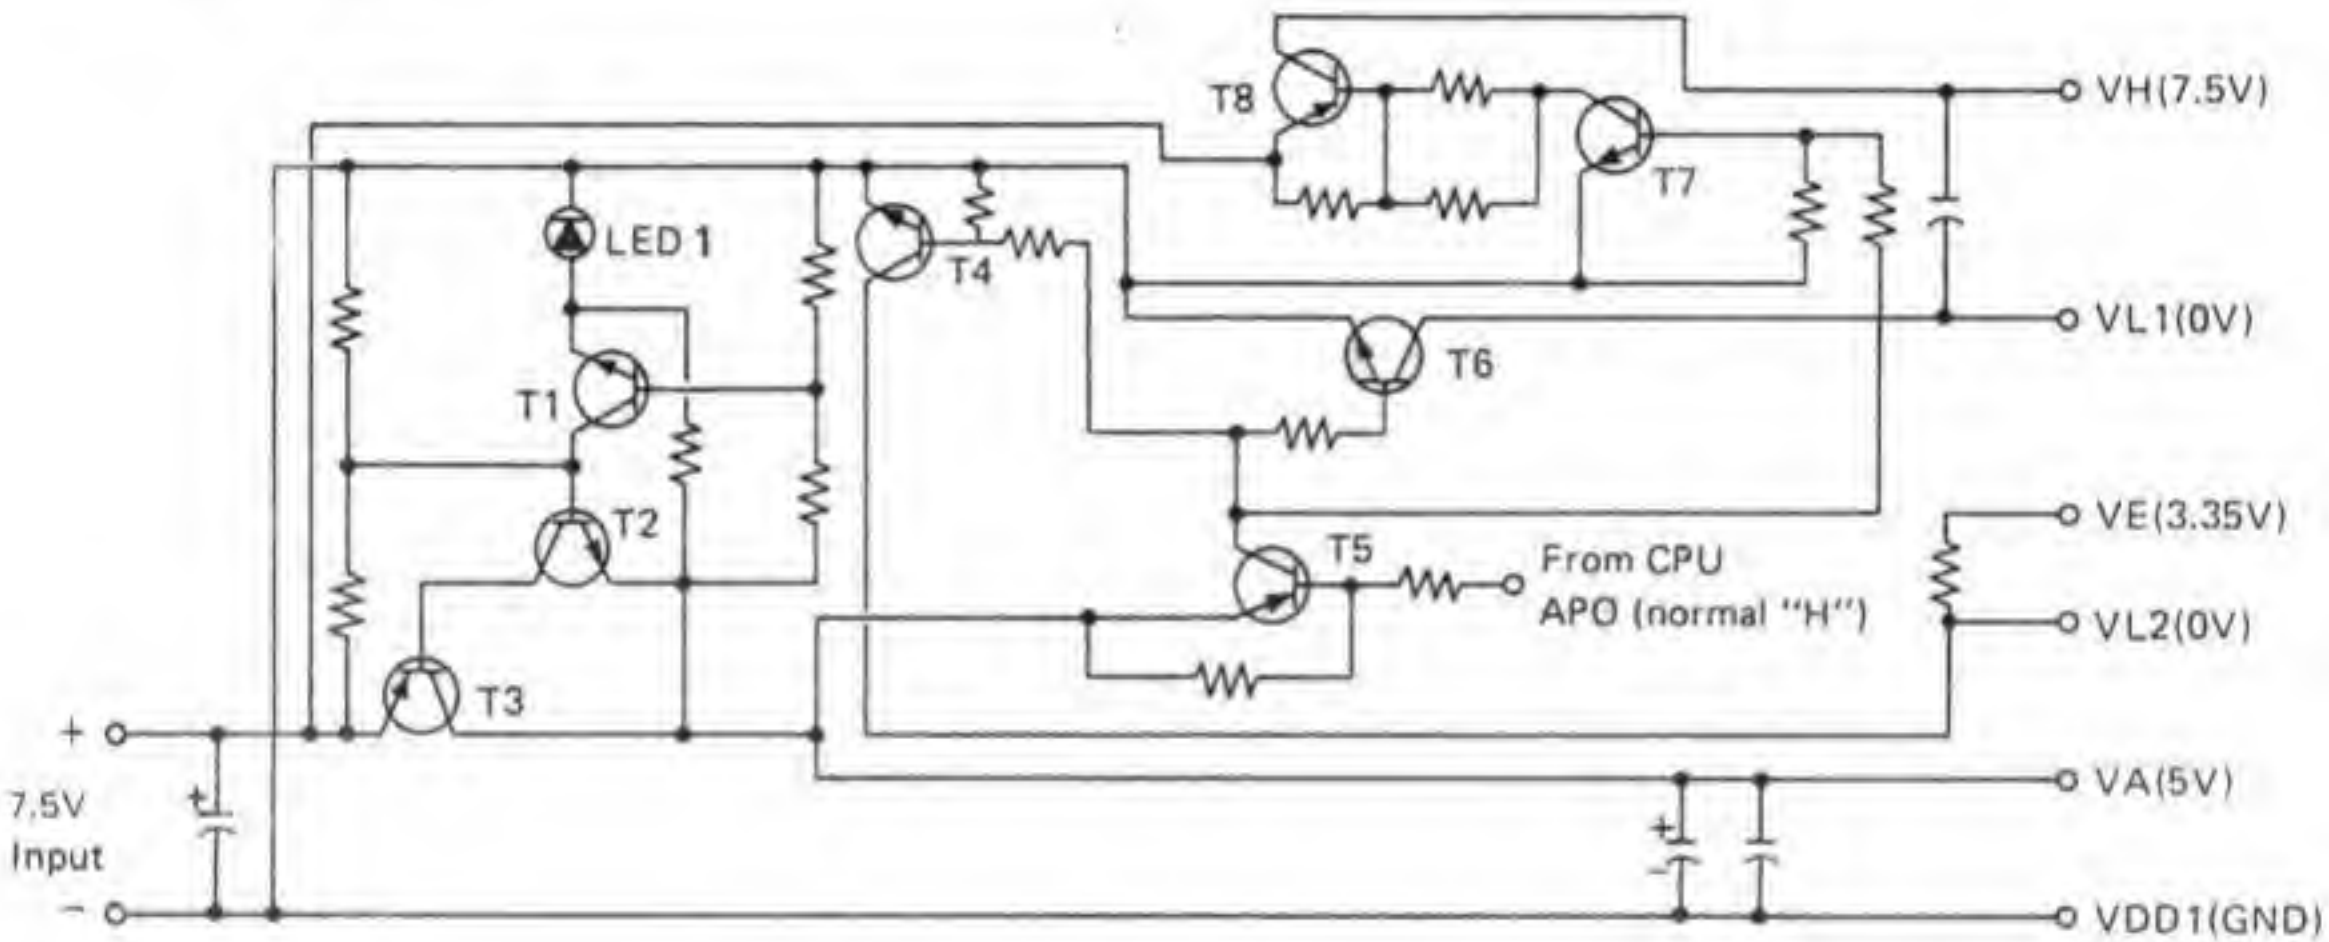 T8
VH(7.5V)
T7
LED 1
T4
VL1(0V)
T6
T1
T2
VE(3.35V)
T5
From CPU
APO (normal "H")
VL2(0V)
T3
+
7.5V
Input
-
+
VA(5V)
+
-
VDD1(GND)